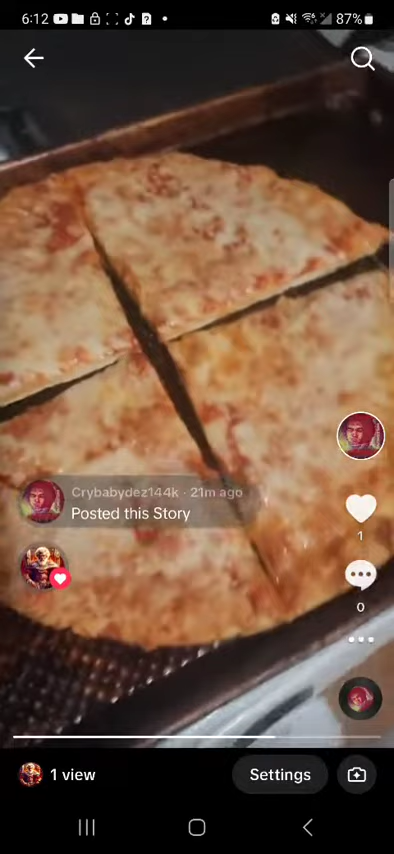 6:12
87%
Crybabydez144k · 21m ago
Posted this Story
1
0
1 view
Settings